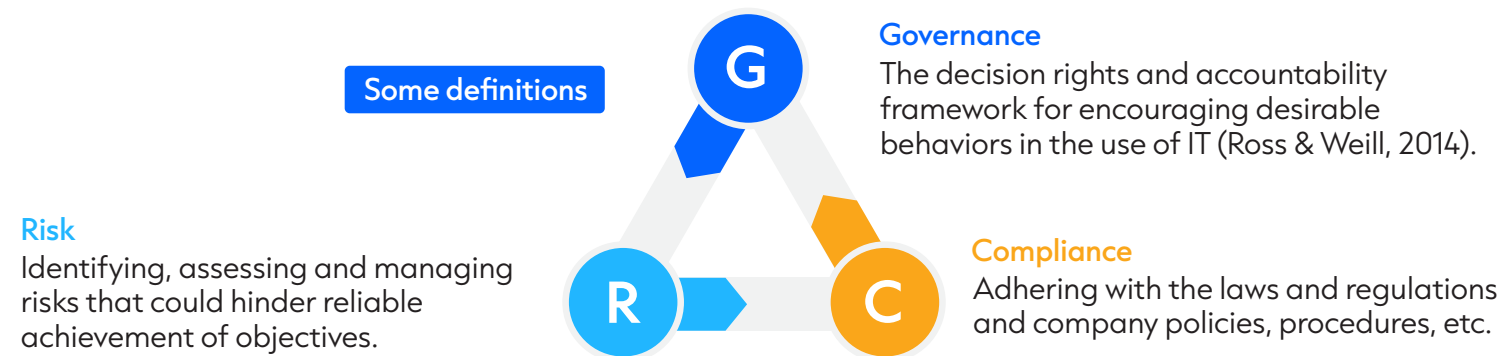 Some definitions
G
Governance
The decision rights and accountability
framework for encouraging desirable
behaviors in the use of IT (Ross & Weill, 2014).
Risk
Identifying, assessing and managing
risks that could hinder reliable
achievement of objectives.
R
C
Compliance
Adhering with the laws and regulations
and company policies, procedures, etc.